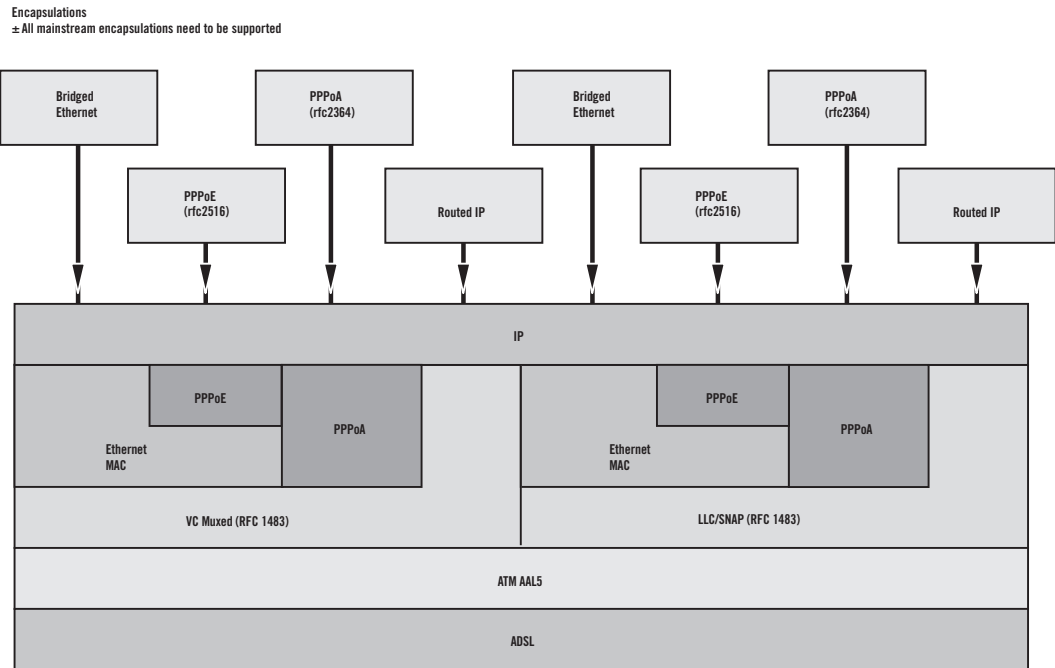 Encapsulations
± All mainstream encapsulations need to be supported
Bridged
Ethernet
PPPoA
(rfc2364)
Bridged
Ethernet
PPPoA
(rfc2364)
PPPoE
(rfc2516)
Routed IP
PPPoE
(rfc2516)
Routed IP
IP
PPPoE
PPPoA
Ethernet
MAC
PPPoE
PPPoA
Ethernet
MAC
VC Muxed (RFC 1483)
LLC/SNAP (RFC 1483)
ATM AAL5
ADSL